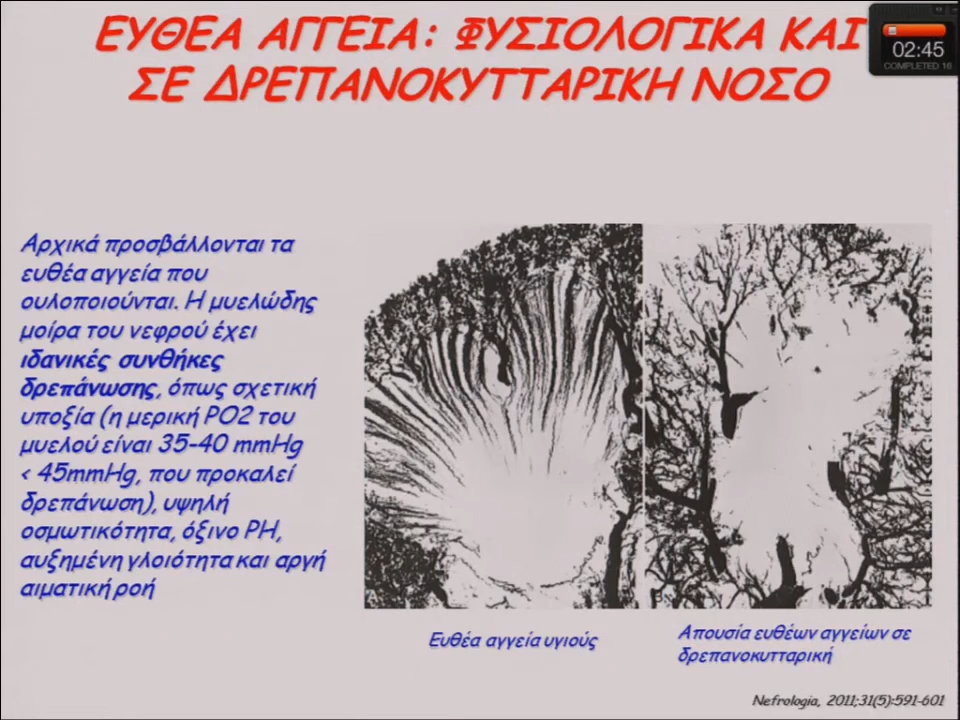 ΕΥΘΕΑ ΑΓΓΕΙΑ: ΦΥΣΙΟΛΟΓΙΚΑ ΚΑΙ
ΣΕ ΔΡΕΠΑΝΟΚΥΤΤΑΡΙΚΗ ΝΟΣΟ
02:45
COMPLETED 16
Αρχικά προσβάλλονται τα
ευθέα αγγεία που
ουλοποιούνται. Η μυελώδης
μοίρα του νεφρού έχει
ιδανικές συνθήκες
δρεπάνωσης, όπως σχετική
υποξία (η μερική PO2 του
μυελού είναι 35-40 mmHg
< 45mmHg, που προκαλεί
δρεπάνωση), υψηλή
οσμωτικότητα, όξινο PH,
αυξημένη γλοιότητα και αργή
αιματική ροή
A
B
Ευθέα αγγεία υγιούς
Απουσία ευθέων αγγείων σε
δρεπανοκυτταρική
Nefrologia, 2011;31(5):591-601